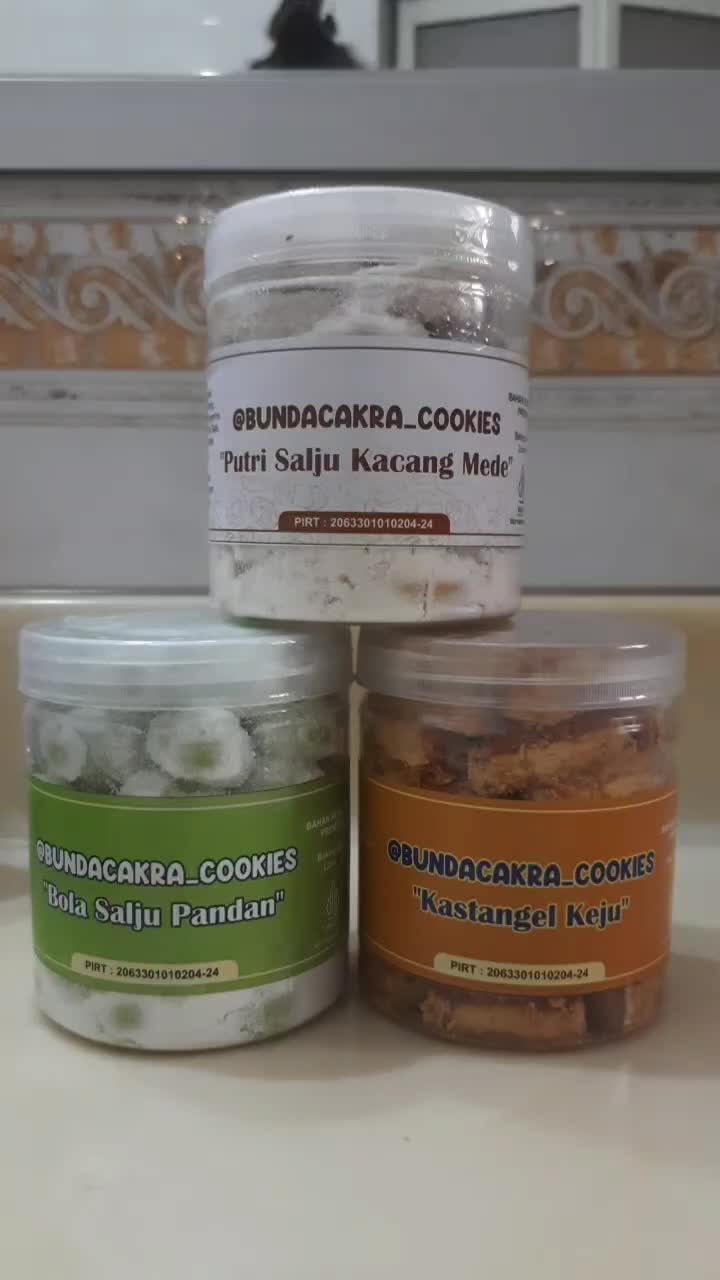 @BUNDACAKRA_COOKIES
"Putri Salju Kacang Mede"
PIRT : 2063301010204-24
@BUNDACAKRA_COOKIES
"Bola Salju Pandan"
PIRT : 2063301010204-24
@BUNDACAKRA_COOKIES
"Kastangel Keju"
PIRT : 2063301010204-24